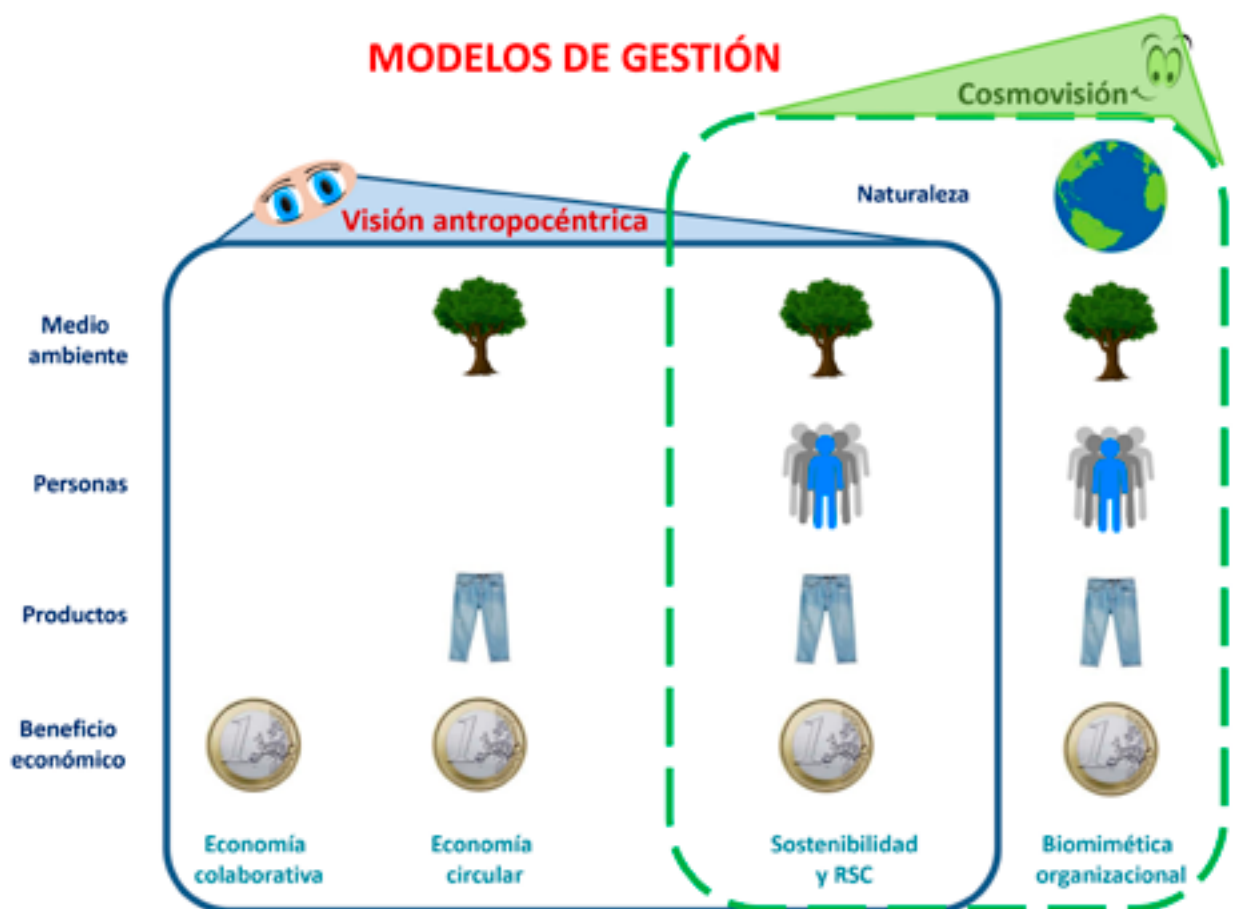 MODELOS DE GESTIÓN
Cosmovisión
Naturaleza
Visión antropocéntrica
Medio
ambiente
Personas
Productos
Beneficio
económico
Economía
colaborativa
Economía
circular
Sostenibilidad
y RSC
Biomimética
organizacional